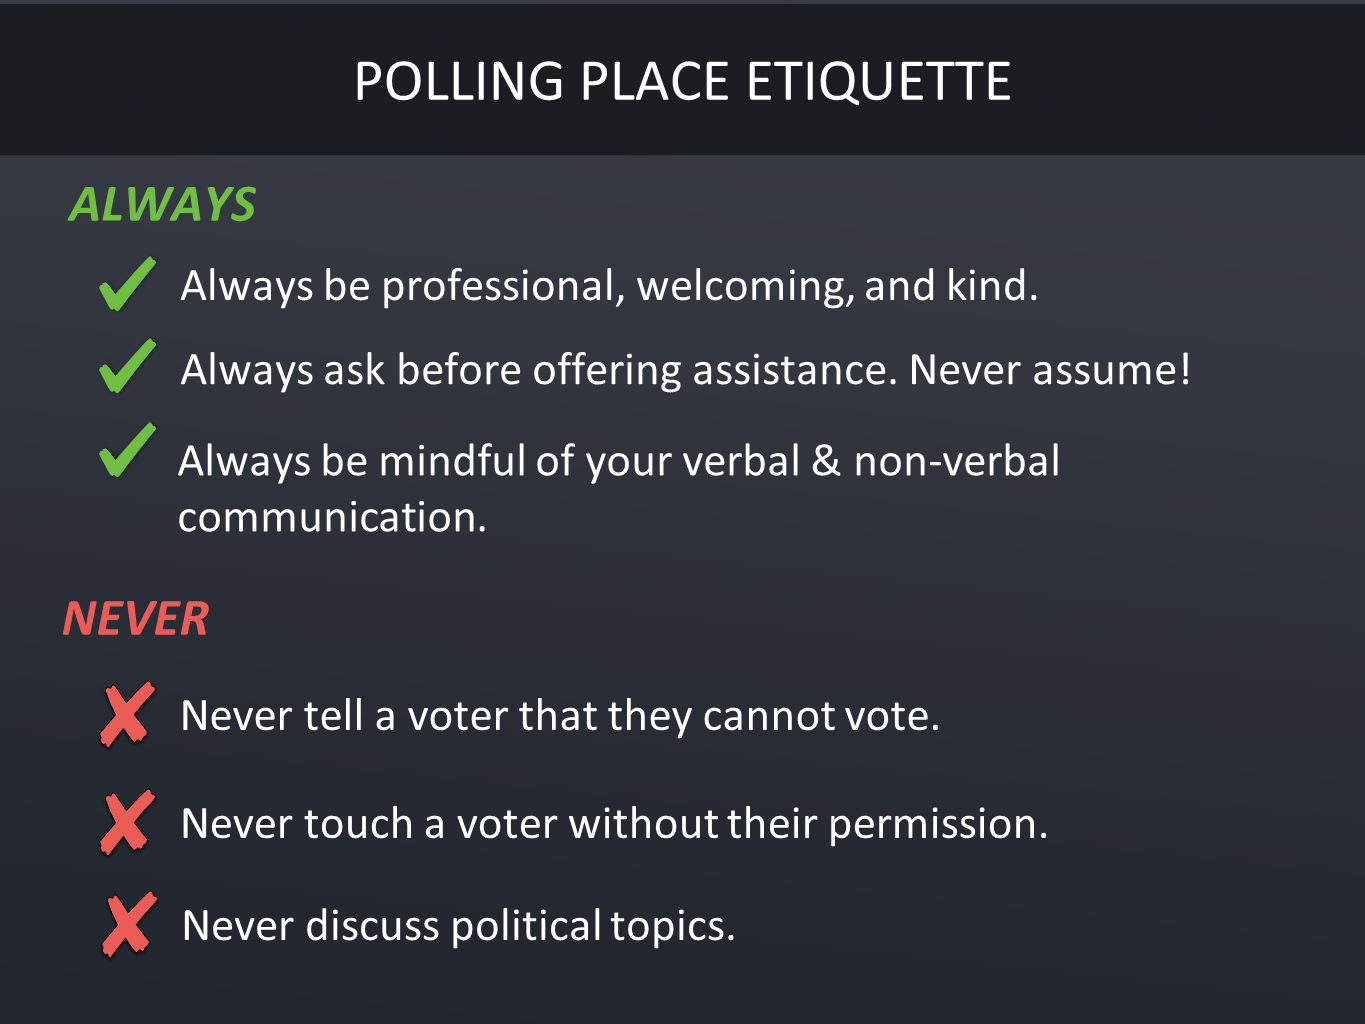 POLLING PLACE ETIQUETTE
ALWAYS
Always be professional, welcoming, and kind.
Always ask before offering assistance. Never assume!
Always be mindful of your verbal & non-verbal
communication.
NEVER
Never tell a voter that they cannot vote.
Never touch a voter without their permission.
Never discuss political topics.